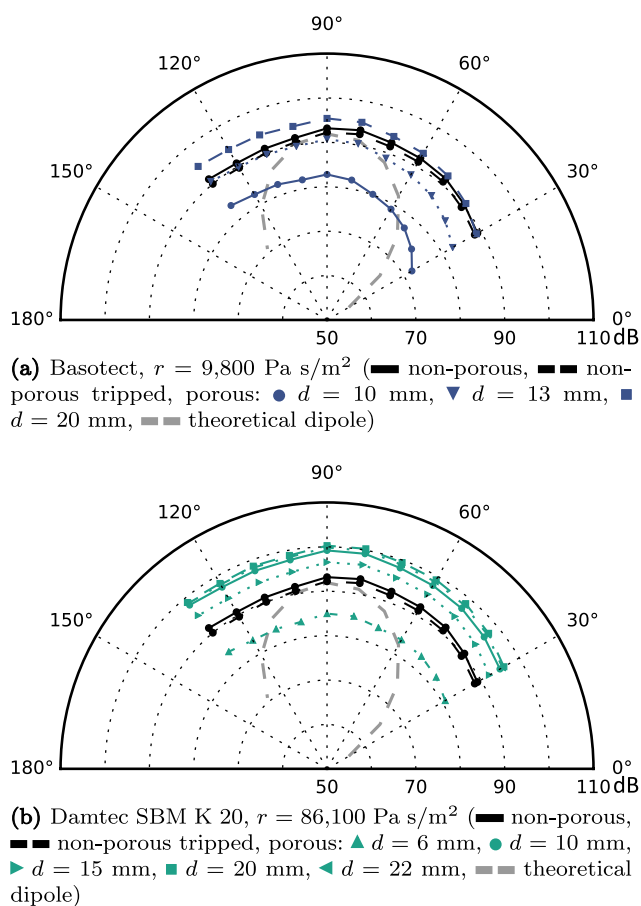 90°
120° 60°
150° 30°
180° 0°
50 70 90 110 dB
(a) Basotect, r = 9,800 Pa s/m² (▬ non-porous, ▬ ▬ non-
porous tripped, porous: ● d = 10 mm, ▼ d = 13 mm, ■
d = 20 mm, ▬ ▬ theoretical dipole)
90°
120° 60°
150° 30°
180° 0°
50 70 90 110 dB
(b) Damtec SBM K 20, r = 86,100 Pa s/m² (▬ non-porous,
▬ ▬ non-porous tripped, porous: ▲ d = 6 mm, ● d = 10 mm,
► d = 15 mm, ■ d = 20 mm, ◄ d = 22 mm, ▬ ▬ theoretical
dipole)